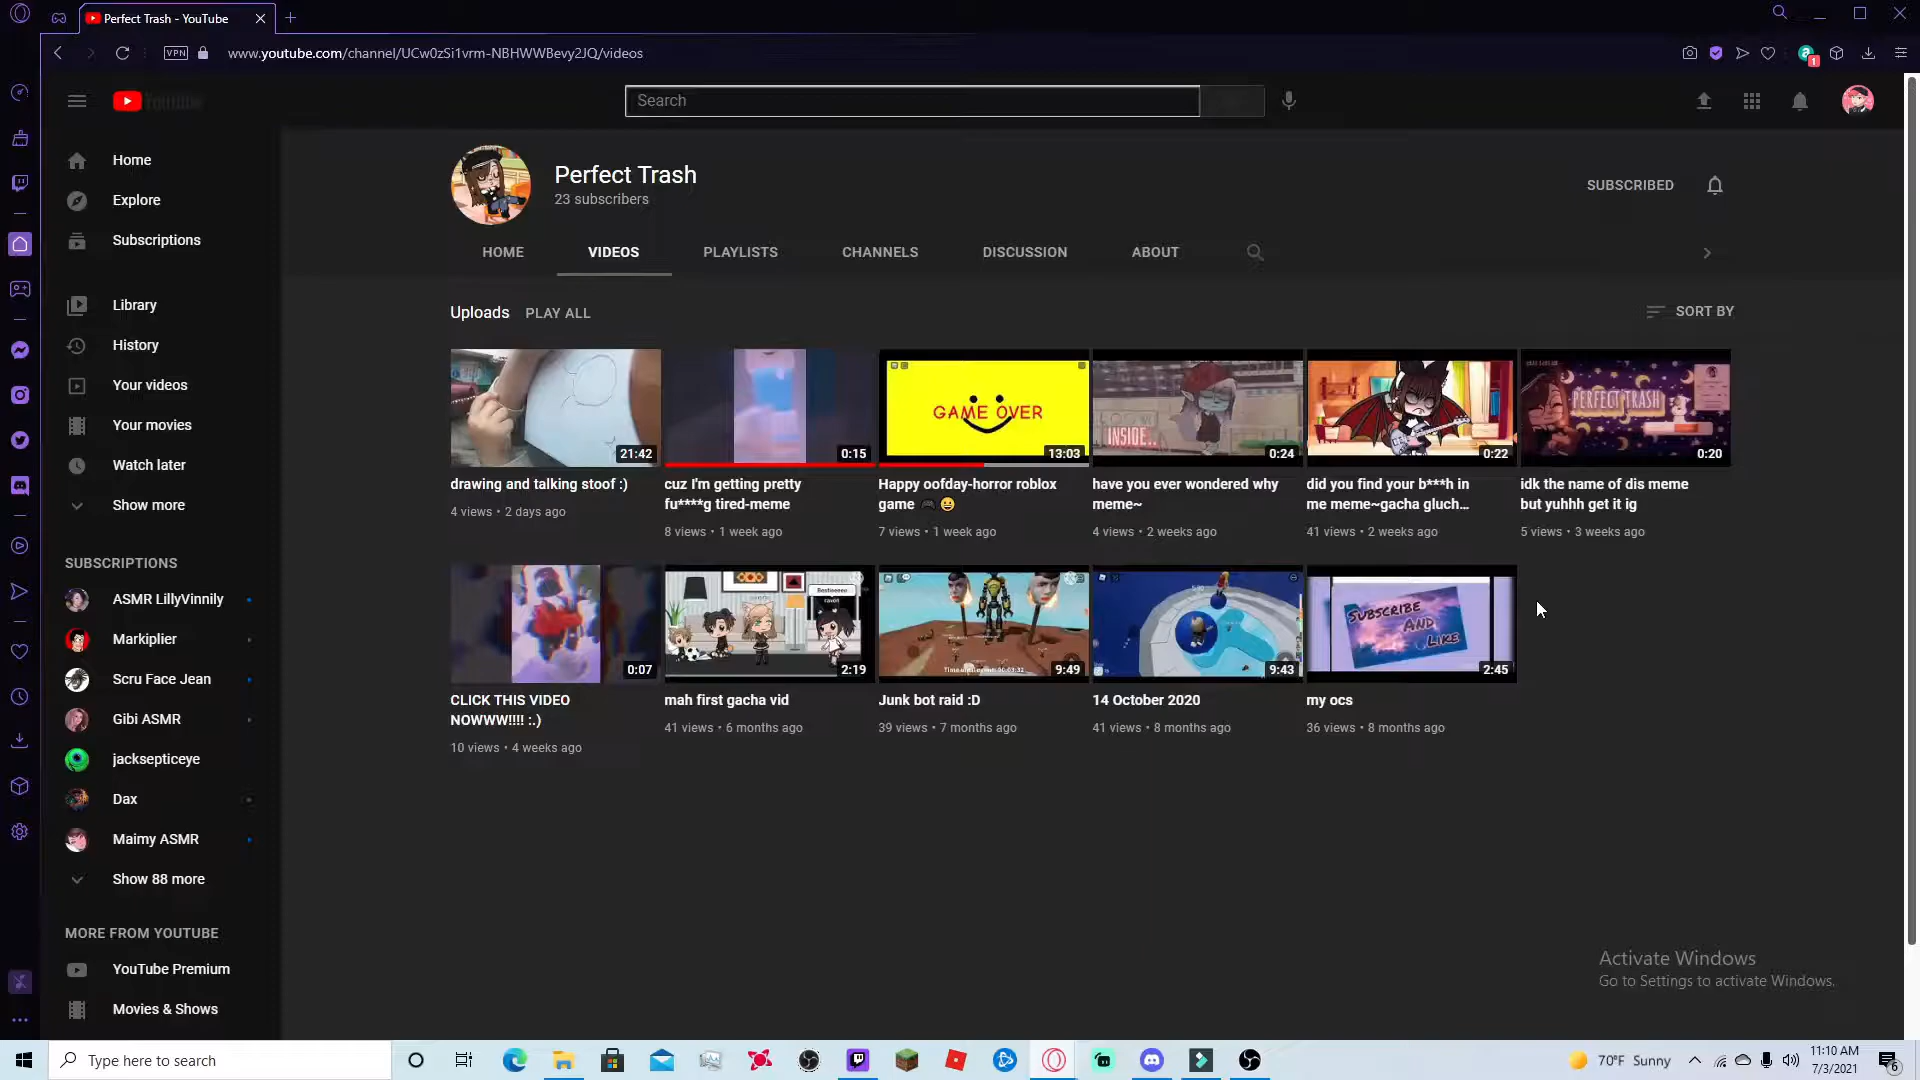 Perfect Trash - YouTube
VPN
www.youtube.com/channel/UCw0zSi1vrm-NBHWWBevy2JQ/videos
1
YouTube
Search
Home
Explore
Subscriptions
Library
History
Your videos
Your movies
Watch later
Show more
SUBSCRIPTIONS
ASMR LillyVinnily
Markiplier
Scru Face Jean
Gibi ASMR
jacksepticeye
Dax
Maimy ASMR
Show 88 more
MORE FROM YOUTUBE
YouTube Premium
Movies & Shows
Perfect Trash
23 subscribers
SUBSCRIBED
HOME
VIDEOS
PLAYLISTS
CHANNELS
DISCUSSION
ABOUT
Uploads
PLAY ALL
SORT BY
21:42
drawing and talking stoof :)
4 views • 2 days ago
0:15
cuz I'm getting pretty
fu****g tired-meme
8 views • 1 week ago
GAME OVER
13:03
Happy oofday-horror roblox
game 🎮 😀
7 views • 1 week ago
INSIDE..
0:24
have you ever wondered why
meme~
4 views • 2 weeks ago
0:22
did you find your b***h in
me meme~gacha gluch...
41 views • 2 weeks ago
PERFECT TRASH
0:20
idk the name of dis meme
but yuhhh get it ig
5 views • 3 weeks ago
0:07
CLICK THIS VIDEO
NOWWW!!!! :.)
10 views • 4 weeks ago
2:19
mah first gacha vid
41 views • 6 months ago
9:49
Junk bot raid :D
39 views • 7 months ago
9:43
14 October 2020
41 views • 8 months ago
SUBSCRIBE
AND
LIKE
2:45
my ocs
36 views • 8 months ago
Activate Windows
Go to Settings to activate Windows.
Type here to search
70°F Sunny
11:10 AM
7/3/2021
6